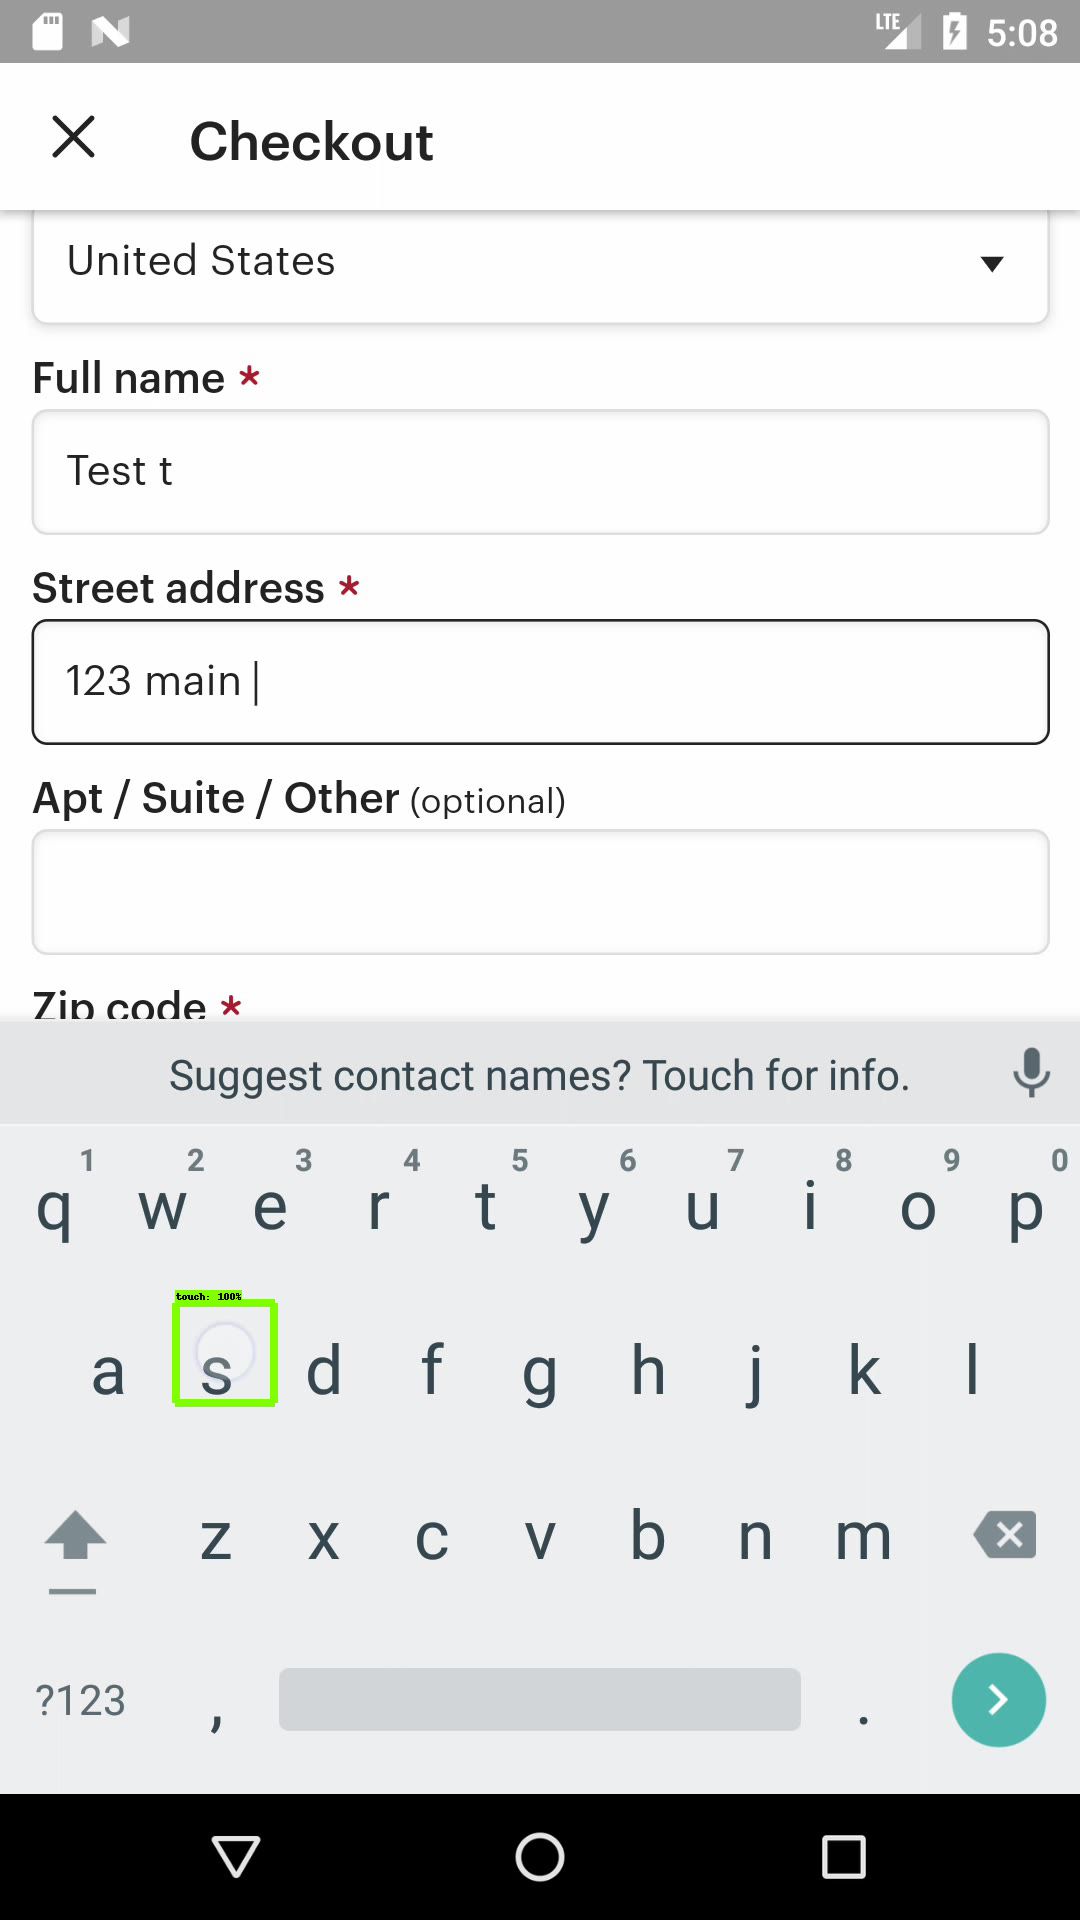 LTE 5:08
Checkout
United States
Full name *
Test t
Street address *
123 main
Apt / Suite / Other (optional)
Zip code *
Suggest contact names? Touch for info.
1 2 3 4 5 6 7 8 9 0
q w e r t y u i o p
touch: 100%
a s d f g h j k l
z x c v b n m
?123 , .